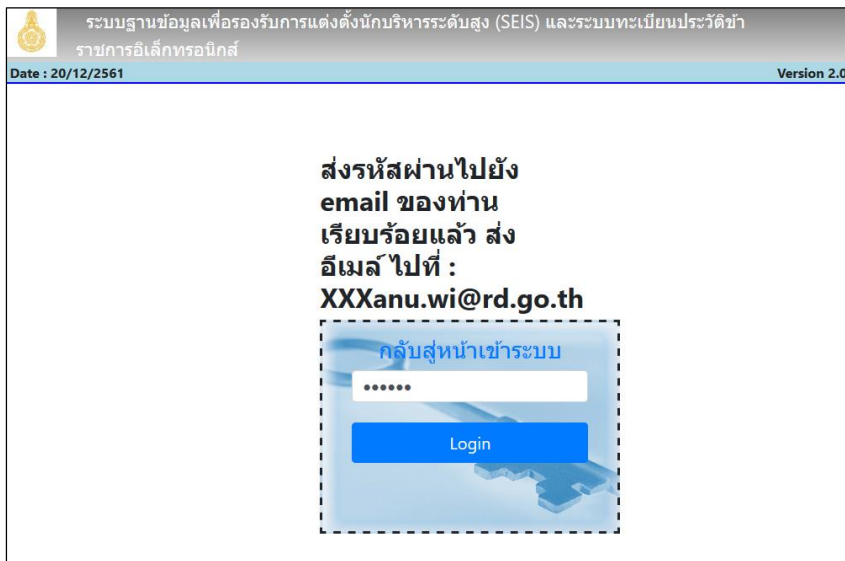 ระบบฐานข้อมูลเพื่อรองรับการแต่งตั้งนักบริหารระดับสูง (SEIS) และระบบทะเบียนประวัติข้า
ราชการอิเล็กทรอนิกส์
Date : 20/12/2561 Version 2.0
ส่งรหัสผ่านไปยัง
email ของท่าน
เรียบร้อยแล้ว ส่ง
อีเมล์ ไปที่ :
XXXanu.wi@rd.go.th
กลับสู่หน้าเข้าระบบ
••••••
Login